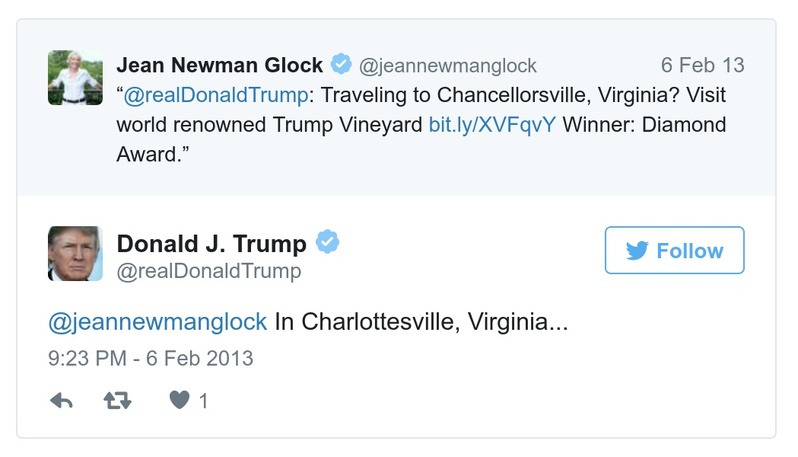 Jean Newman Glock @jeannewmanglock 6 Feb 13
“@realDonaldTrump: Traveling to Chancellorsville, Virginia? Visit
world renowned Trump Vineyard bit.ly/XVFqvY Winner: Diamond
Award.”
Donald J. Trump
@realDonaldTrump
Follow
@jeannewmanglock In Charlottesville, Virginia...
9:23 PM - 6 Feb 2013
1